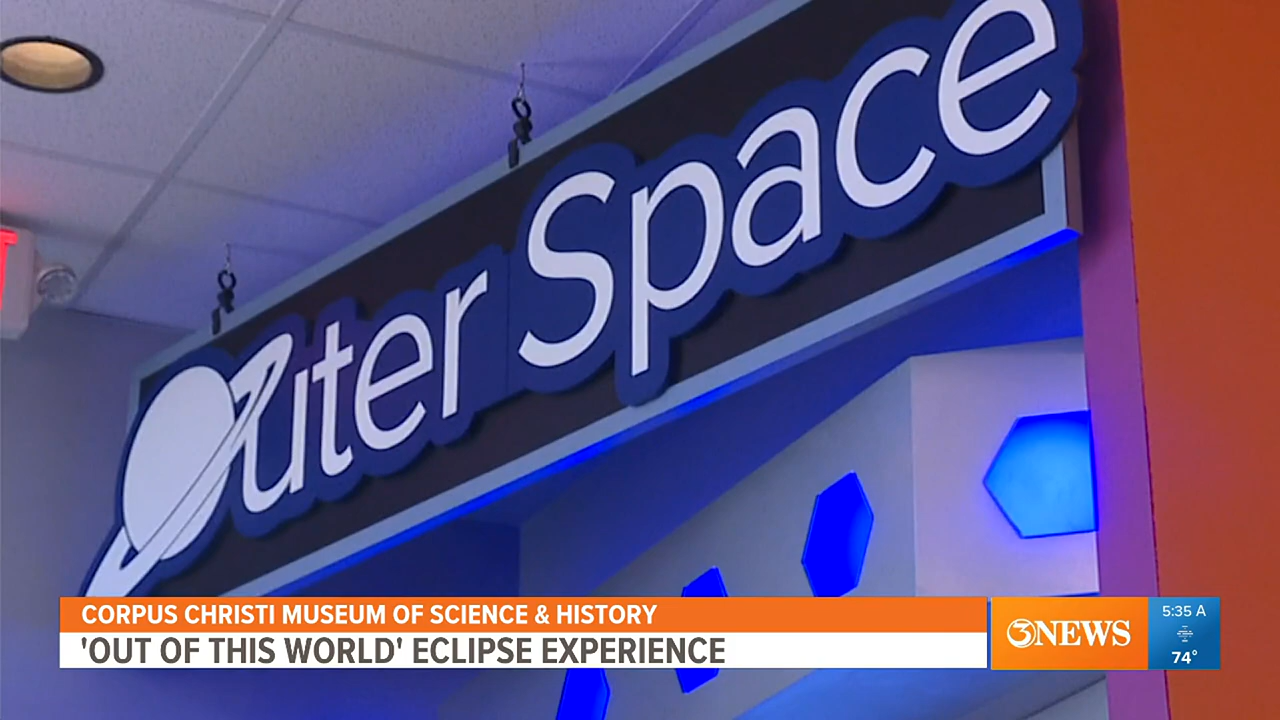 Outer Space
CORPUS CHRISTI MUSEUM OF SCIENCE & HISTORY
'OUT OF THIS WORLD' ECLIPSE EXPERIENCE
3NEWS
5:35 A
74°